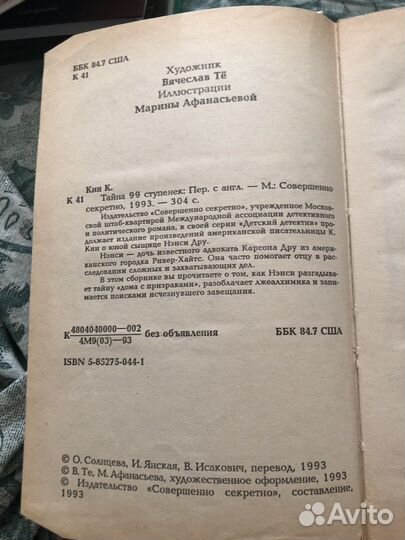 ББК 84.7 США
К 41
Художник
Вячеслав Тё
Иллюстрации
Марины Афанасьевой
Кин К.
К 41
Тайна 99 ступенек: Пер. с англ. — М.: Совершенно
секретно, 1993. — 304 с.
Издательство «Совершенно секретно», учрежденное Московс-
кой штаб-квартирой Международной ассоциации детективного
и политического романа, в своей серии «Детский детектив» про-
должает издание произведений американской писательницы К.
Кин о юной сыщице Нэнси Дру.
Нэнси — дочь известного адвоката Карсона Дру из амери-
канского городка Ривер-Хайтс. Она часто помогает отцу в рас-
следовании сложных и захватывающих дел.
В этом сборнике вы прочитаете о том, как Нэнси разгадывает
тайну «дома с призраками», разоблачает лжеалхимика и зани-
мается поисками исчезнувшего завещания.
К 4804040000—002
4М9(03)—93
без объявления
ББК 84.7 США
ISBN 5-85275-044-1
© О. Солнцева, И. Янская, В. Исакович, перевод, 1993
© В. Те, М. Афанасьева, художественное оформление, 1993
© Издательство «Совершенно секретно», составление,
1993
Avito